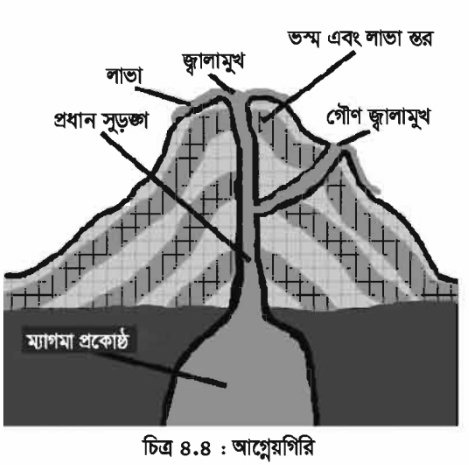 ভস্ম এবং লাভা স্তর
জ্বালামুখ
লাভা
গৌণ জ্বালামুখ
প্রধান সুড়ঙ্গ
ম্যাগমা প্রকোষ্ঠ
চিত্র ৪.৪ : আগ্নেয়গিরি